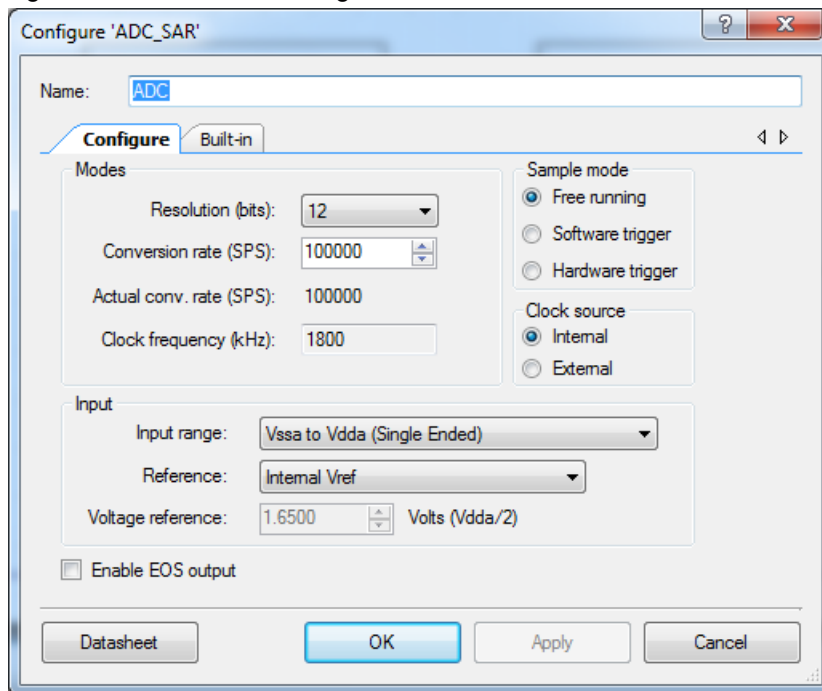 Configure 'ADC_SAR'
Name: ADC
Configure Built-in
Modes
Resolution (bits): 12
Conversion rate (SPS): 100000
Actual conv. rate (SPS): 100000
Clock frequency (kHz): 1800
Sample mode
Free running
Software trigger
Hardware trigger
Clock source
Internal
External
Input
Input range: Vssa to Vdda (Single Ended)
Reference: Internal Vref
Voltage reference: 1.6500 Volts (Vdda/2)
Enable EOS output
Datasheet OK Apply Cancel